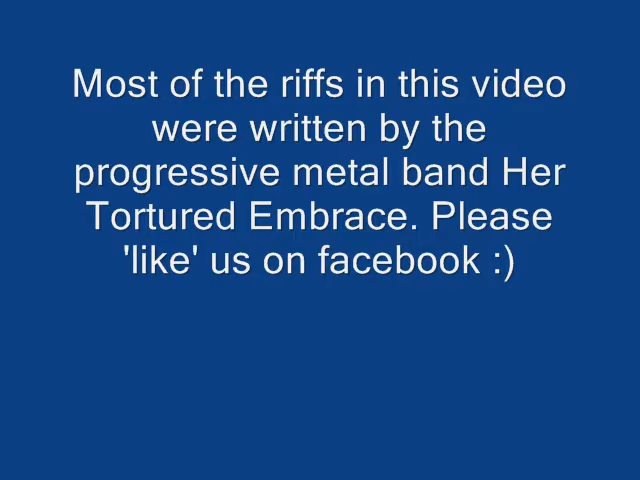 Most of the riffs in this video
were written by the
progressive metal band Her
Tortured Embrace. Please
'like' us on facebook :)